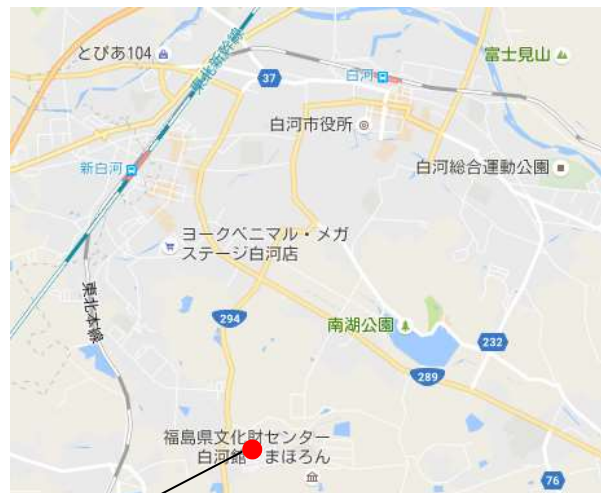 とぴあ104
東北新幹線
富士見山
37
白河
白河市役所
新白河
白河総合運動公園
ヨークベニマル・メガ
ステージ白河店
東北本線
294
南湖公園
232
289
福島県文化財センター
白河館 まほろん
76